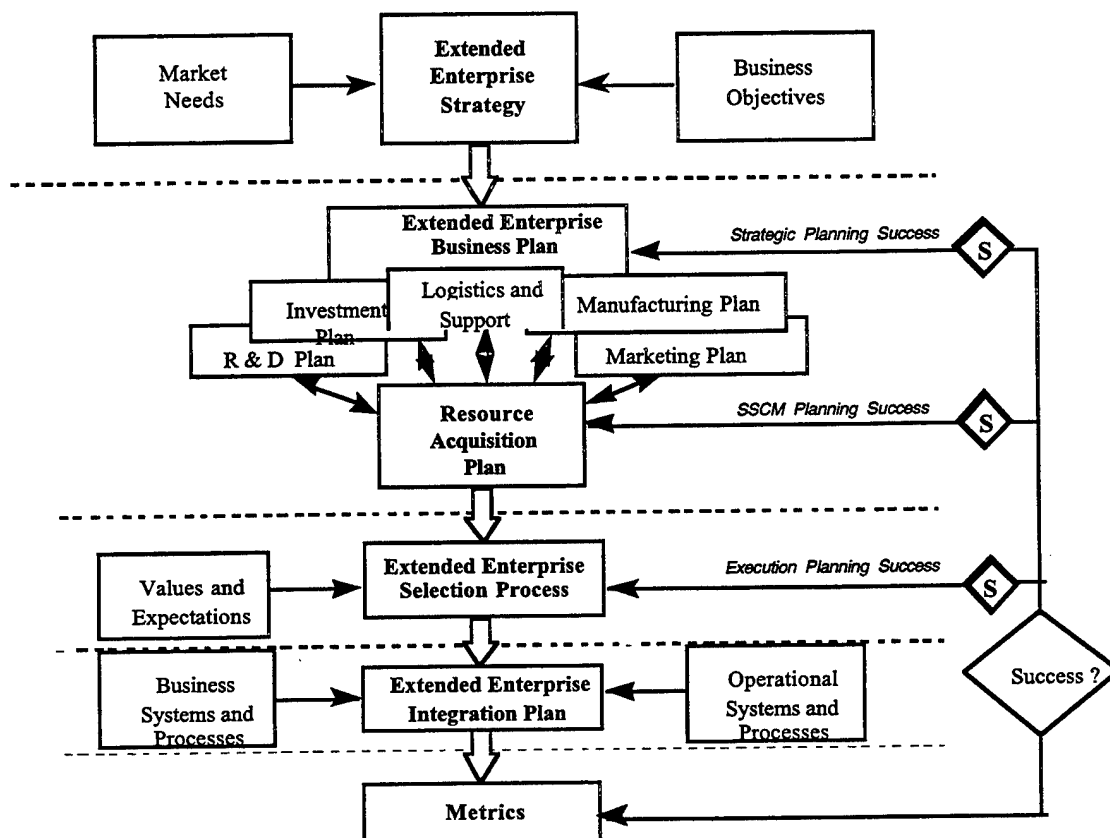 Market
Needs
Extended
Enterprise
Strategy
Business
Objectives
Extended Enterprise
Business Plan
Strategic Planning Success
S
Investment
Plan
Logistics and
Support
Manufacturing Plan
R & D Plan
Marketing Plan
Resource
Acquisition
Plan
SSCM Planning Success
S
Values and
Expectations
Extended Enterprise
Selection Process
Execution Planning Success
S
Success ?
Business
Systems and
Processes
Extended Enterprise
Integration Plan
Operational
Systems and
Processes
Metrics